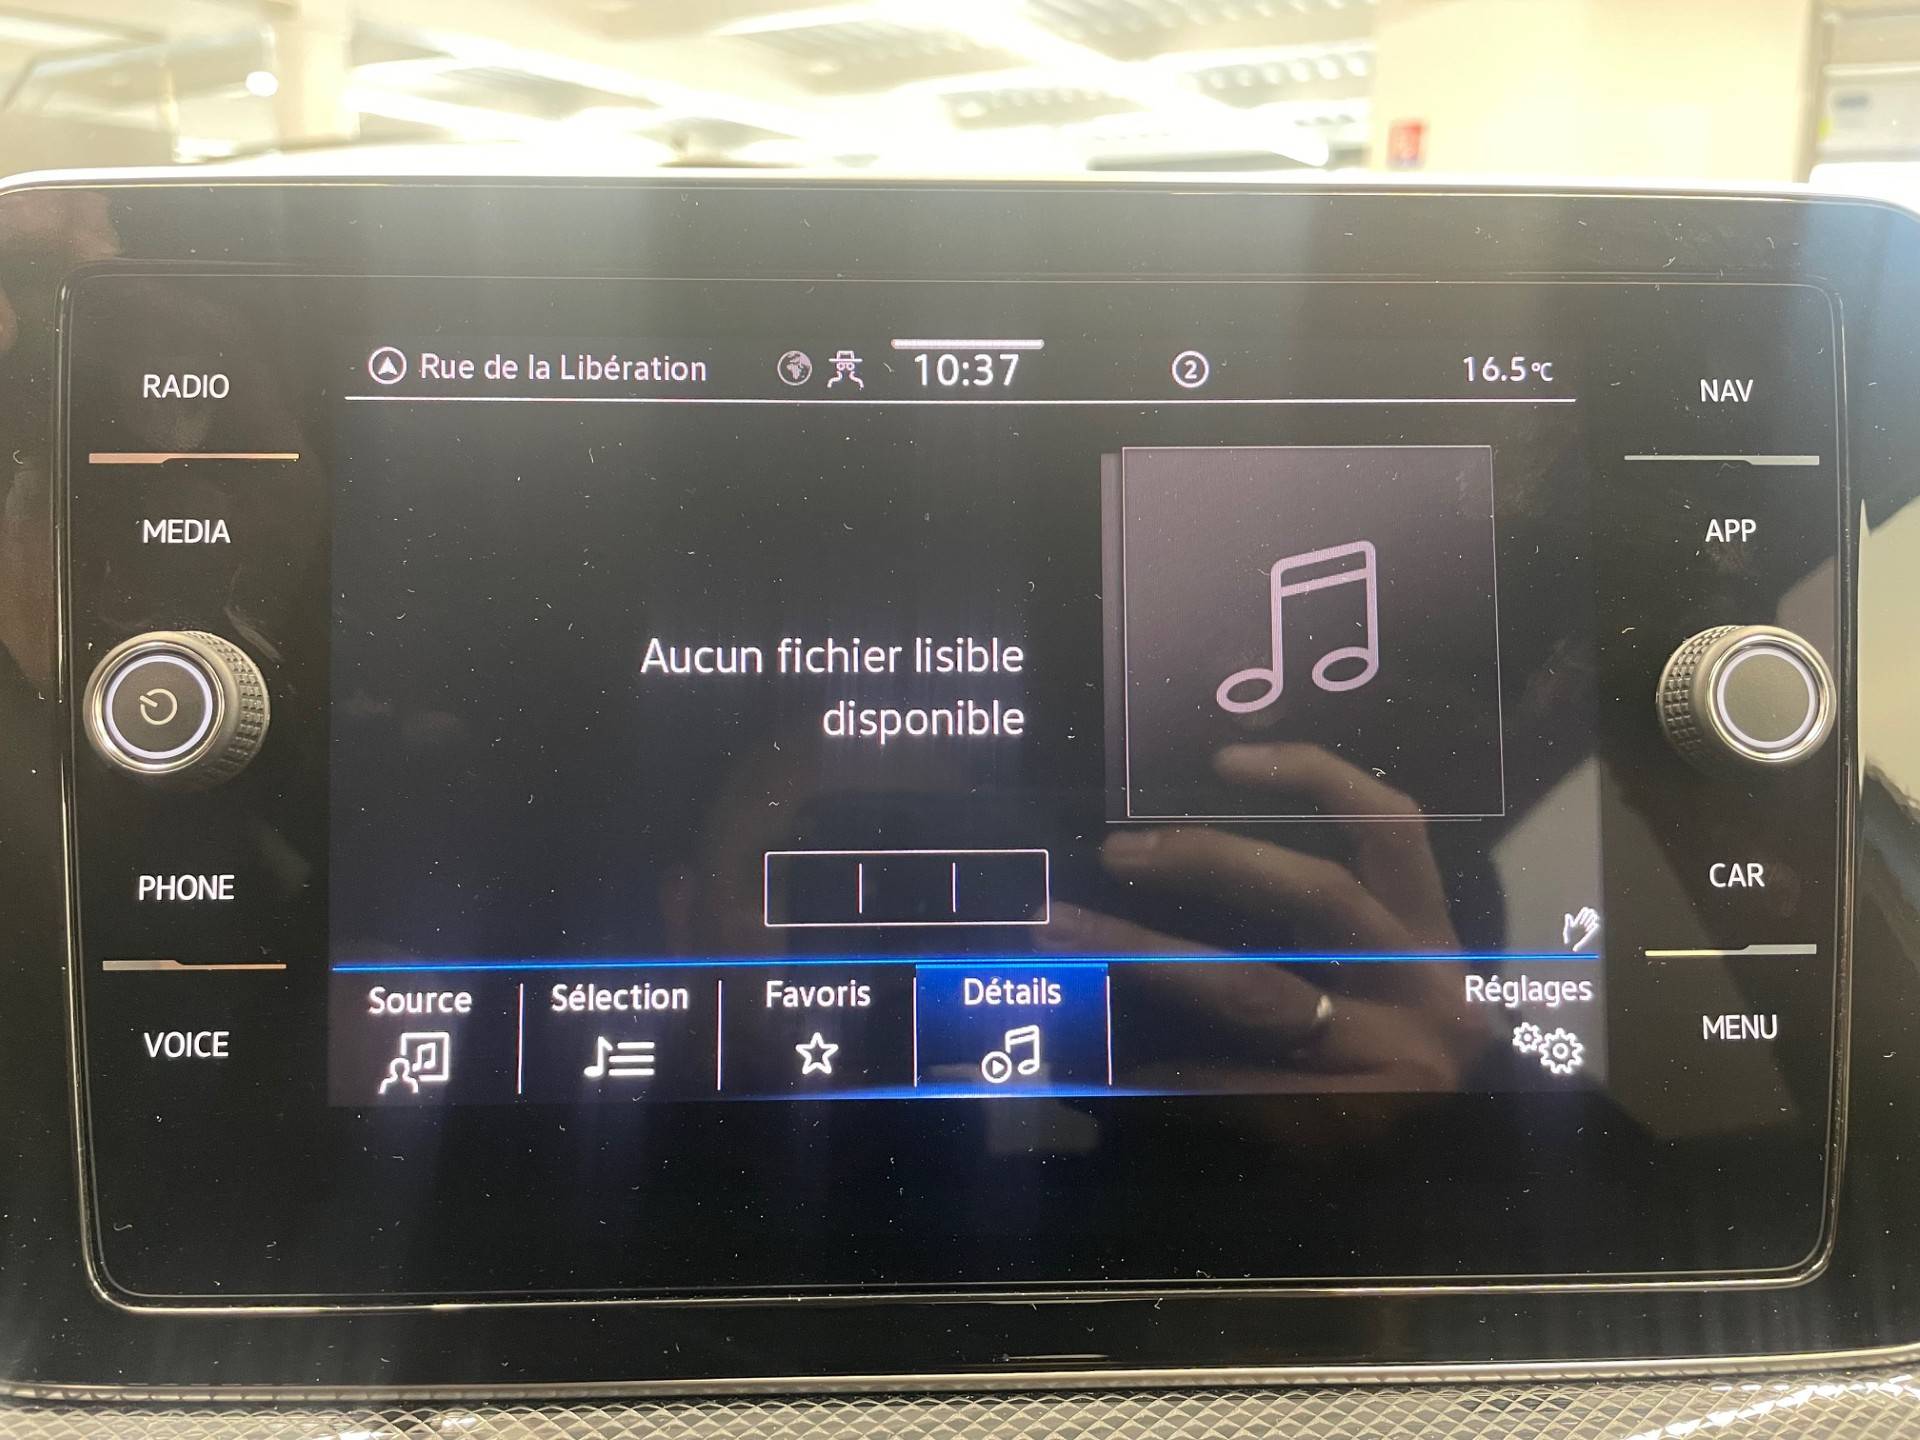 RADIO
MEDIA
PHONE
VOICE
Rue de la Libération 10:37 2 16.5°C
Aucun fichier lisible
disponible
Source Sélection Favoris Détails Réglages
NAV
APP
CAR
MENU